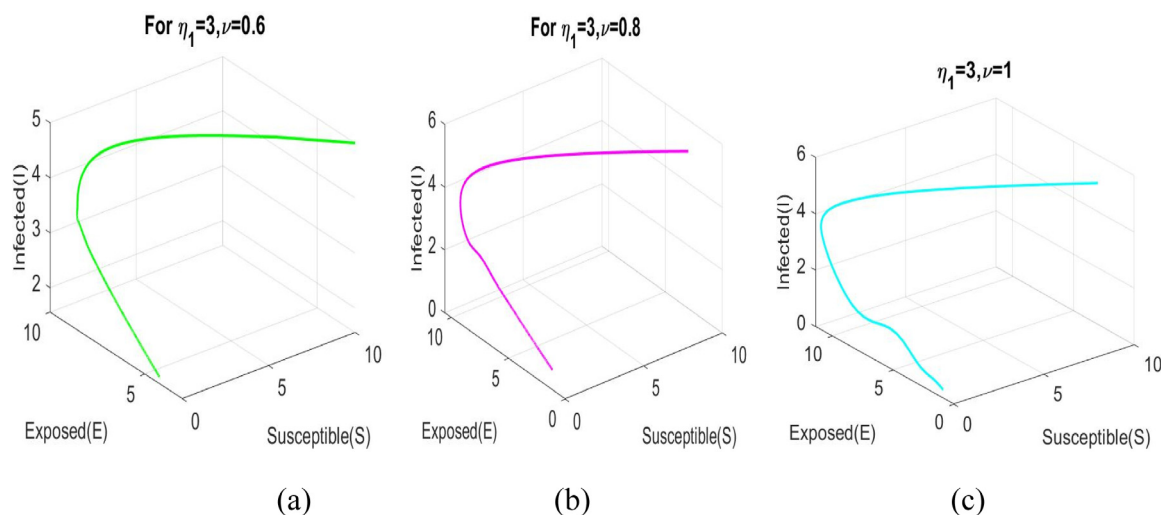 For η₁=3,ν=0.6
5
4
3
2
Infected(I)
10
5
0
5
10
Exposed(E)
Susceptible(S)
(a)
For η₁=3,ν=0.8
6
4
2
0
Infected(I)
10
5
0
0
5
10
Exposed(E)
Susceptible(S)
(b)
η₁=3,ν=1
6
4
2
0
Infected(I)
10
5
0
0
5
10
Exposed(E)
Susceptible(S)
(c)